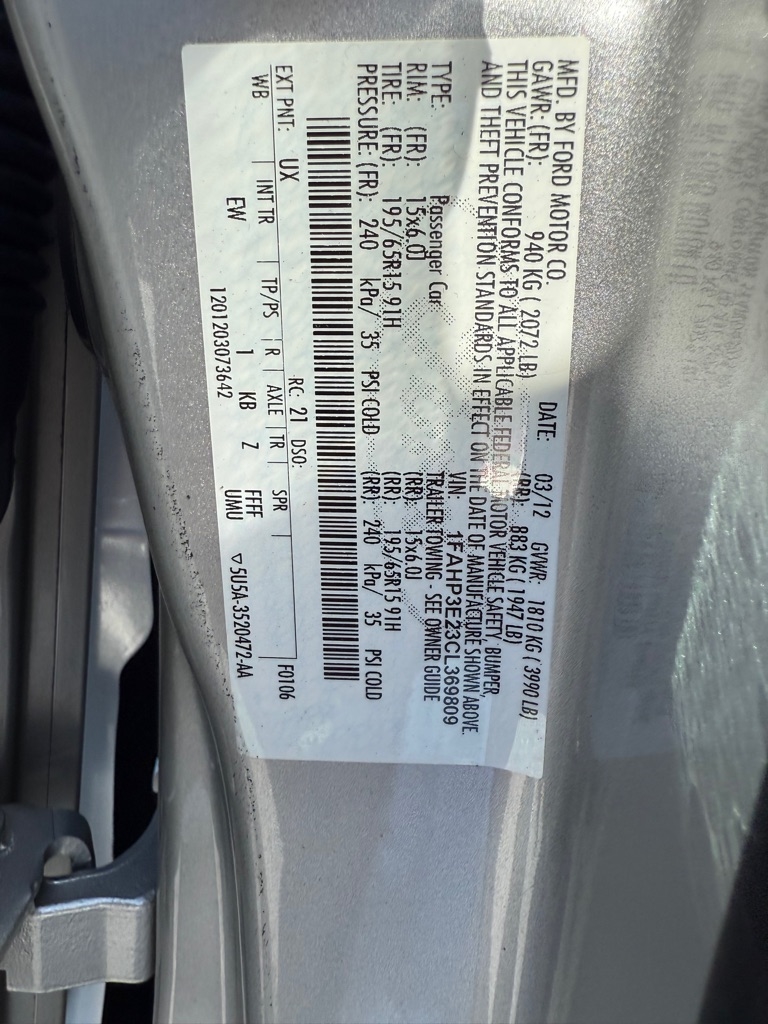 MFD. BY FORD MOTOR CO.
DATE: 03/12 GVWR: 1810 KG ( 3990 LB)
GAWR: (FR): 940 KG ( 2072 LB) (RR): 883 KG ( 1947 LB)
THIS VEHICLE CONFORMS TO ALL APPLICABLE FEDERAL MOTOR VEHICLE SAFETY, BUMPER,
AND THEFT PREVENTION STANDARDS IN EFFECT ON THE DATE OF MANUFACTURE SHOWN ABOVE.
VIN: 1FAHP3E23CL369809
TYPE: Passenger Car TRAILER TOWING - SEE OWNER GUIDE
RIM: (FR): 15x6.0J (RR): 15x6.0J
TIRE: (FR): 195/65R15 91H (RR): 195/65R15 91H
PRESSURE: (FR): 240 kPa/ 35 PSI COLD (RR): 240 kPa/ 35 PSI COLD
F0106
EXT PNT: UX RC: 21 DSO:
WB INT TR TP/PS R AXLE TR SPR
EW 1 KB Z FFFF
UMU ▽5U5A-3520472-AA
1201203073642